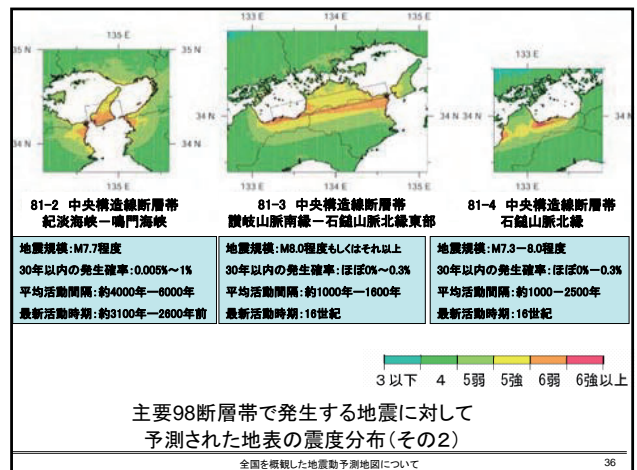 133 E 134 E
135 E
35 N 35 N 133 E
34 N 34 N 34 N
34 N 34 N
135 E
133 E 134 E
81-2 中央構造線断層帯
紀淡海峡－鳴門海峡
地震規模：M7.7程度
30年以内の発生確率：0.005%～1%
平均活動間隔：約4000年―6000年
最新活動時期：約3100年―2600年前
81-3 中央構造線断層帯
讃岐山脈南縁－石鎚山脈北縁東部
地震規模：M8.0程度もしくはそれ以上
30年以内の発生確率：ほぼ0%～0.3%
平均活動間隔：約1000年―1600年
最新活動時期：16世紀
81-4 中央構造線断層帯
石鎚山脈北縁
地震規模：M7.3－8.0程度
30年以内の発生確率：ほぼ0%－0.3%
平均活動間隔：約1000－2500年
最新活動時期：16世紀
3以下 4 5弱 5強 6弱 6強以上
主要98断層帯で発生する地震に対して
予測された地表の震度分布（その2）
全国を概観した地震動予測地図について 36